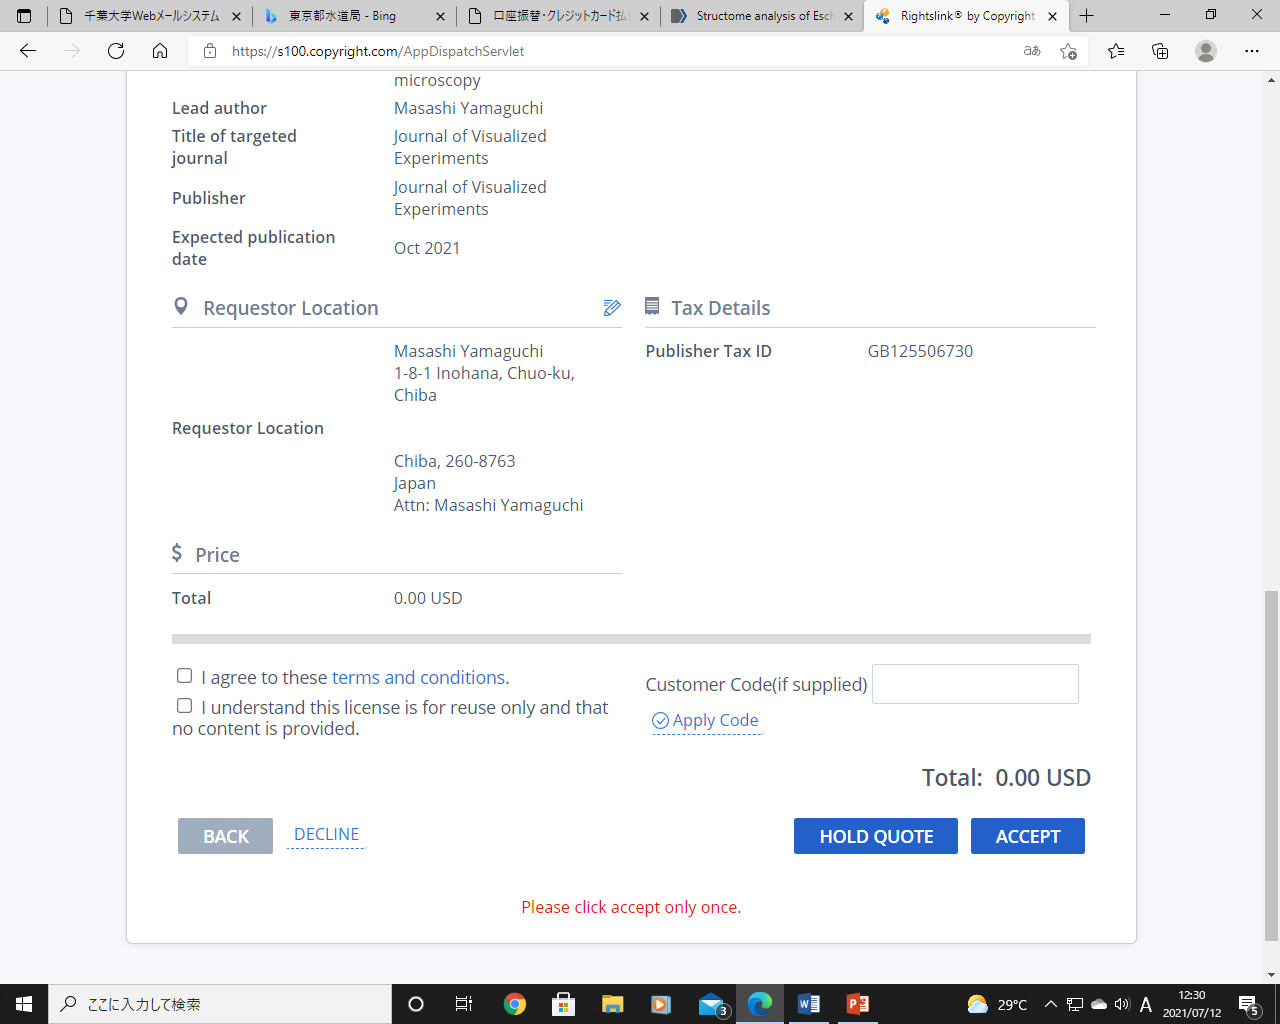 千葉大学Webメールシステム
東京都水道局 - Bing
口座振替・クレジットカード払
Structome analysis of Esch
Rightslink® by Copyright
https://s100.copyright.com/AppDispatchServlet
aあ
microscopy
Lead author
Masashi Yamaguchi
Title of targeted
journal
Journal of Visualized
Experiments
Publisher
Journal of Visualized
Experiments
Expected publication
date
Oct 2021
Requestor Location
Masashi Yamaguchi
1-8-1 Inohana, Chuo-ku,
Chiba
Requestor Location
Chiba, 260-8763
Japan
Attn: Masashi Yamaguchi
Tax Details
Publisher Tax ID
GB125506730
$ Price
Total
0.00 USD
I agree to these terms and conditions.
I understand this license is for reuse only and that
no content is provided.
Customer Code(if supplied)
Apply Code
Total: 0.00 USD
BACK
DECLINE
HOLD QUOTE
ACCEPT
Please click accept only once.
ここに入力して検索
3
29°C
A
12:30
2021/07/12
5